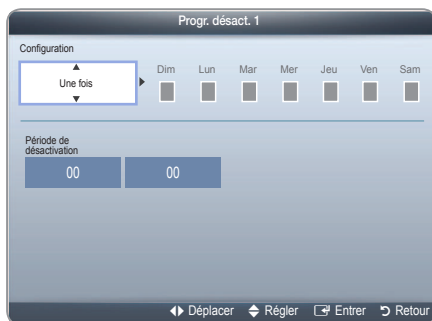 Progr. désact. 1
Configuration
Une fois
Dim Lun Mar Mer Jeu Ven Sam
Période de
désactivation
00 00
Déplacer Régler Entrer Retour